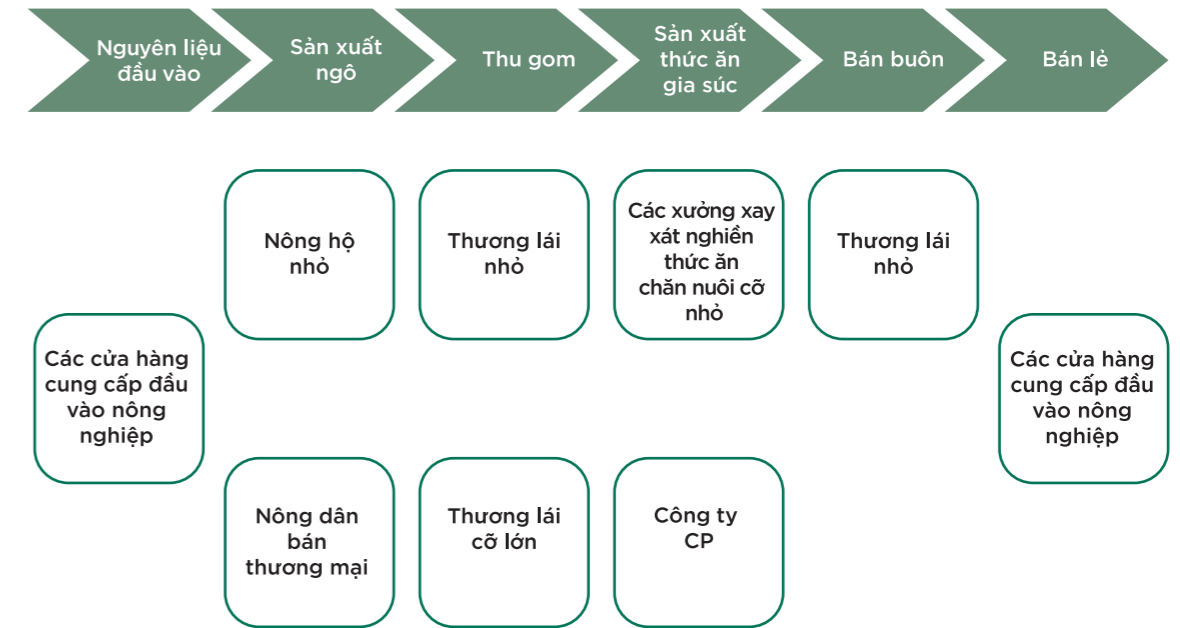 Nguyên liệu
đầu vào
Sản xuất
ngô
Thu gom
Sản xuất
thức ăn
gia súc
Bán buôn
Bán lẻ
Nông hộ
nhỏ
Thương lái
nhỏ
Các xưởng xay
xát nghiền
thức ăn
chăn nuôi cỡ
nhỏ
Thương lái
nhỏ
Các cửa hàng
cung cấp đầu
vào nông
nghiệp
Các cửa hàng
cung cấp đầu
vào nông
nghiệp
Nông dân
bán
thương mại
Thương lái
cỡ lớn
Công ty
CP